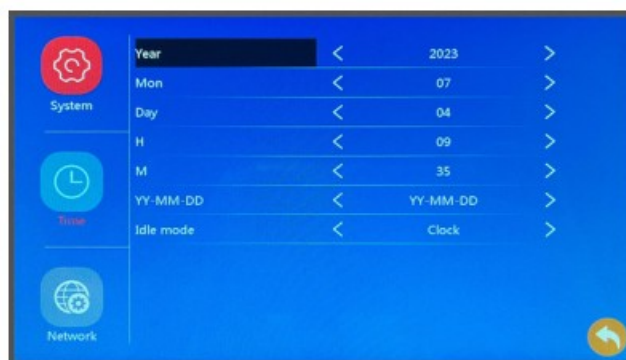 System
Time
Network
Year < 2023 >
Mon < 07 >
Day < 04 >
H < 09 >
M < 35 >
YY-MM-DD < YY-MM-DD >
Idle mode < Clock >